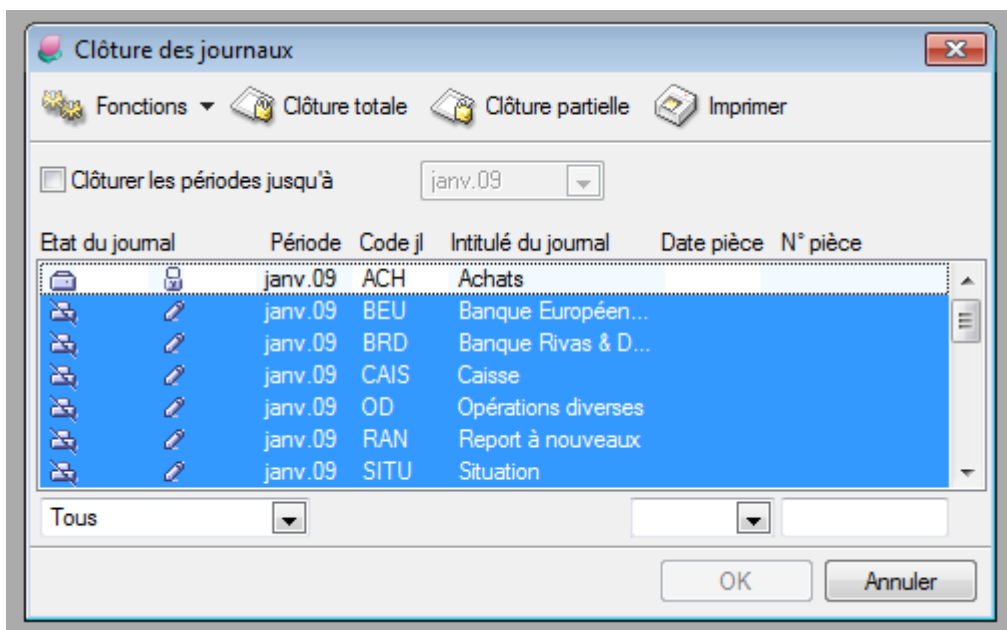 Clôture des journaux
Fonctions Clôture totale Clôture partielle Imprimer
Clôturer les périodes jusqu'à janv.09
Etat du journal Période Code jl Intitulé du journal Date pièce N° pièce
janv.09 ACH Achats
janv.09 BEU Banque Européen...
janv.09 BRD Banque Rivas & D...
janv.09 CAIS Caisse
janv.09 OD Opérations diverses
janv.09 RAN Report à nouveaux
janv.09 SITU Situation
Tous
OK Annuler